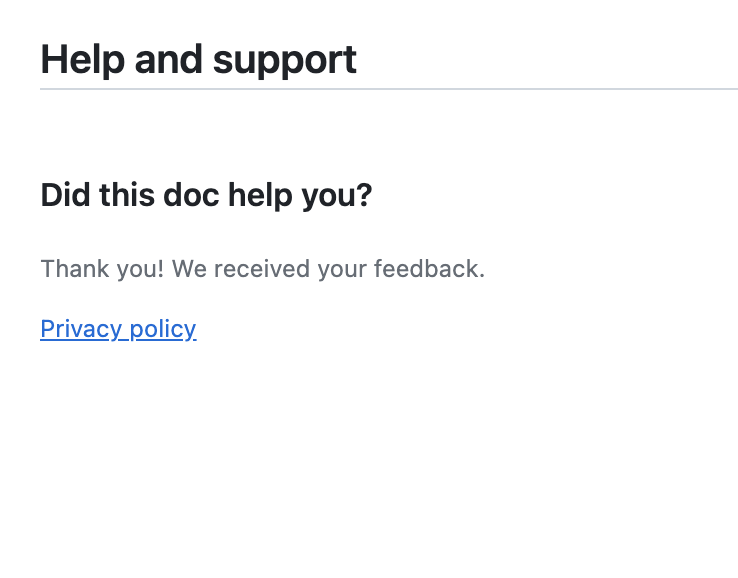 Help and support
Did this doc help you?
Thank you! We received your feedback.
Privacy policy